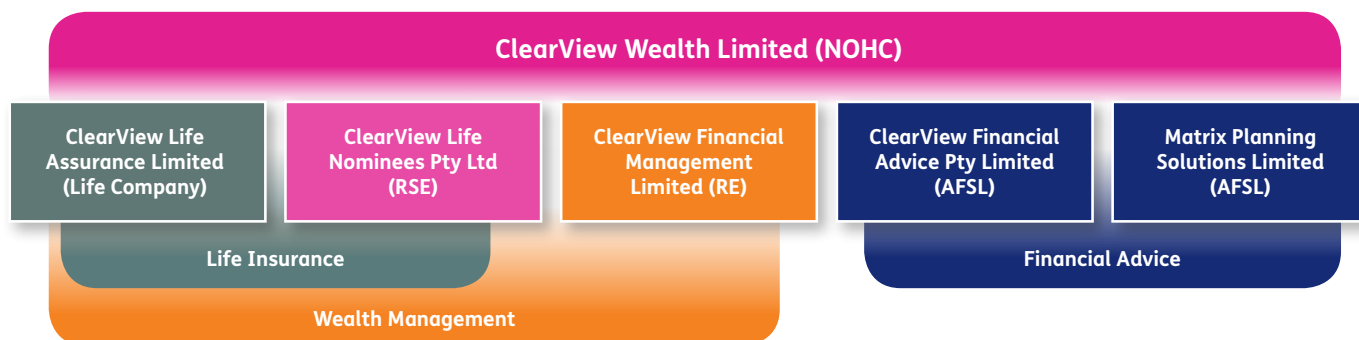 ClearView Wealth Limited (NOHC)
ClearView Life
Assurance Limited
(Life Company)
ClearView Life
Nominees Pty Ltd
(RSE)
ClearView Financial
Management
Limited (RE)
ClearView Financial
Advice Pty Limited
(AFSL)
Matrix Planning
Solutions Limited
(AFSL)
Life Insurance
Financial Advice
Wealth Management